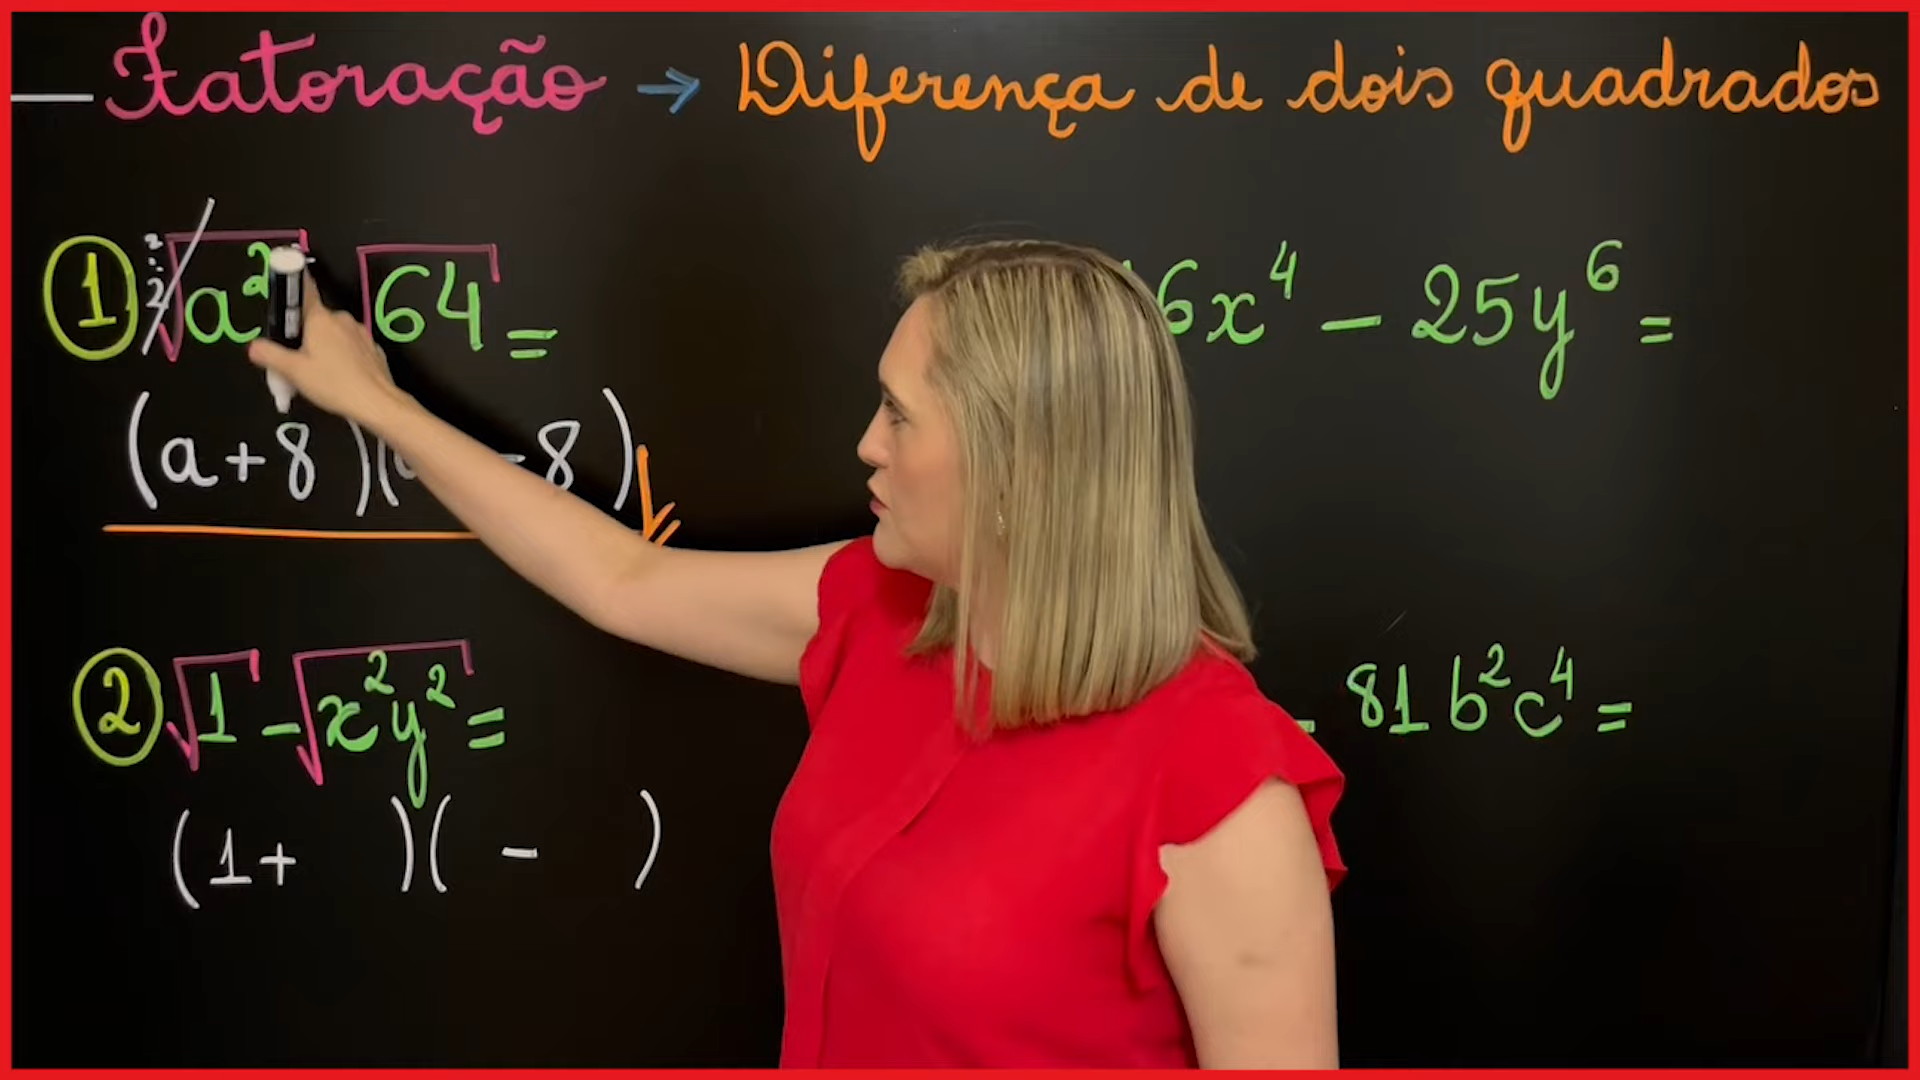 Fatoração → Diferença de dois quadrados
① √a² √64 =
(a+8)( -8)
② √1 - √x²y² =
(1+ )( - )
6x⁴ - 25y⁶ =
- 81b²c⁴ =